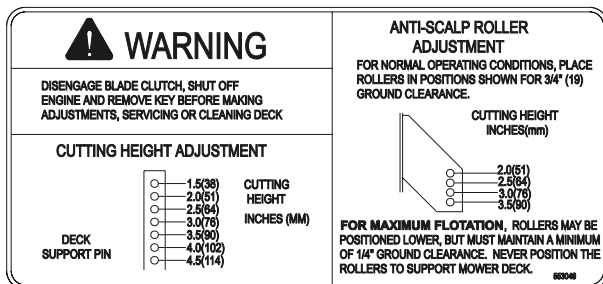 WARNING
DISENGAGE BLADE CLUTCH, SHUT OFF
ENGINE AND REMOVE KEY BEFORE MAKING
ADJUSTMENTS, SERVICING OR CLEANING DECK
CUTTING HEIGHT ADJUSTMENT
1.5(38)
2.0(51)
2.5(64)
3.0(76)
3.5(90)
4.0(102)
4.5(114)
CUTTING
HEIGHT
INCHES (MM)
DECK
SUPPORT PIN
ANTI-SCALP ROLLER
ADJUSTMENT
FOR NORMAL OPERATING CONDITIONS, PLACE
ROLLERS IN POSITIONS SHOWN FOR 3/4" (19)
GROUND CLEARANCE.
CUTTING HEIGHT
INCHES(mm)
2.0(51)
2.5(64)
3.0(76)
3.5(90)
FOR MAXIMUM FLOTATION, ROLLERS MAY BE
POSITIONED LOWER, BUT MUST MAINTAIN A MINIMUM
OF 1/4" GROUND CLEARANCE. NEVER POSITION THE
ROLLERS TO SUPPORT MOWER DECK.
563049